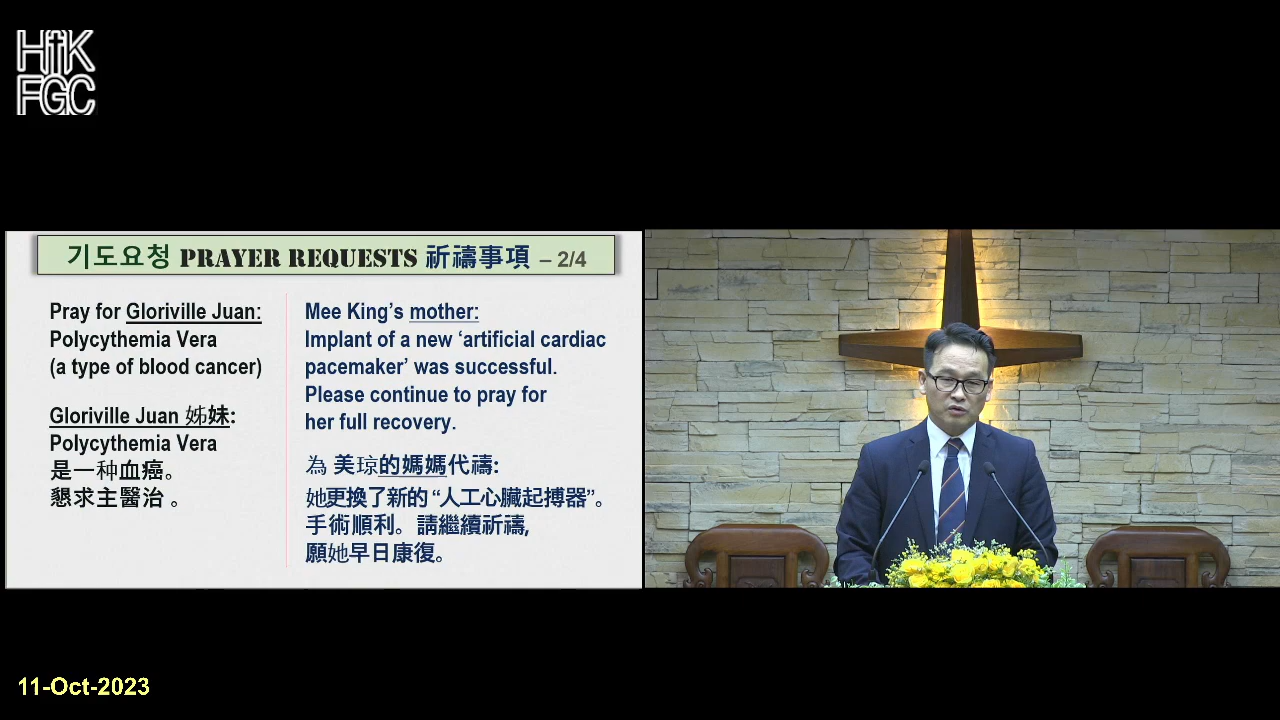 HfK
FGC
기도요청 PRAYER REQUESTS 祈禱事項 – 2/4
Pray for Gloriville Juan:
Polycythemia Vera
(a type of blood cancer)
Gloriville Juan 姊妹:
Polycythemia Vera
是一种血癌。
懇求主醫治 。
Mee King’s mother:
Implant of a new ‘artificial cardiac
pacemaker’ was successful.
Please continue to pray for
her full recovery.
為 美琼的媽媽代禱:
她更換了新的 “人工心臟起搏器”。
手術順利。請繼續祈禱,
願她早日康復。
11-Oct-2023